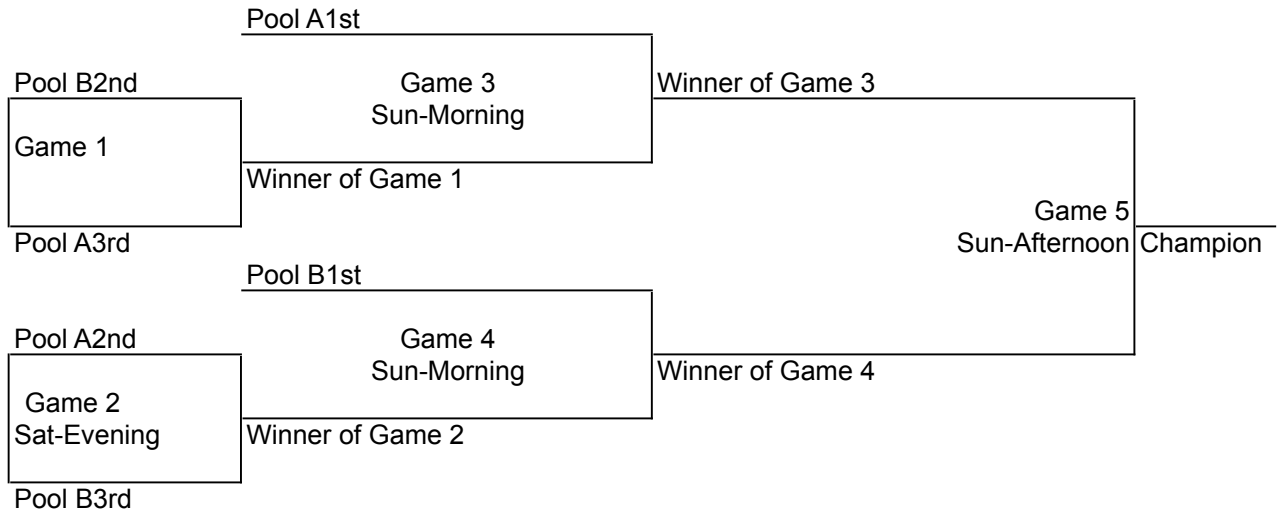 Pool A1st
Pool B2nd
Game 3
Sun-Morning
Winner of Game 3
Game 1
Winner of Game 1
Pool A3rd
Game 5
Sun-Afternoon
Champion
Pool B1st
Pool A2nd
Game 4
Sun-Morning
Winner of Game 4
Game 2
Sat-Evening
Winner of Game 2
Pool B3rd